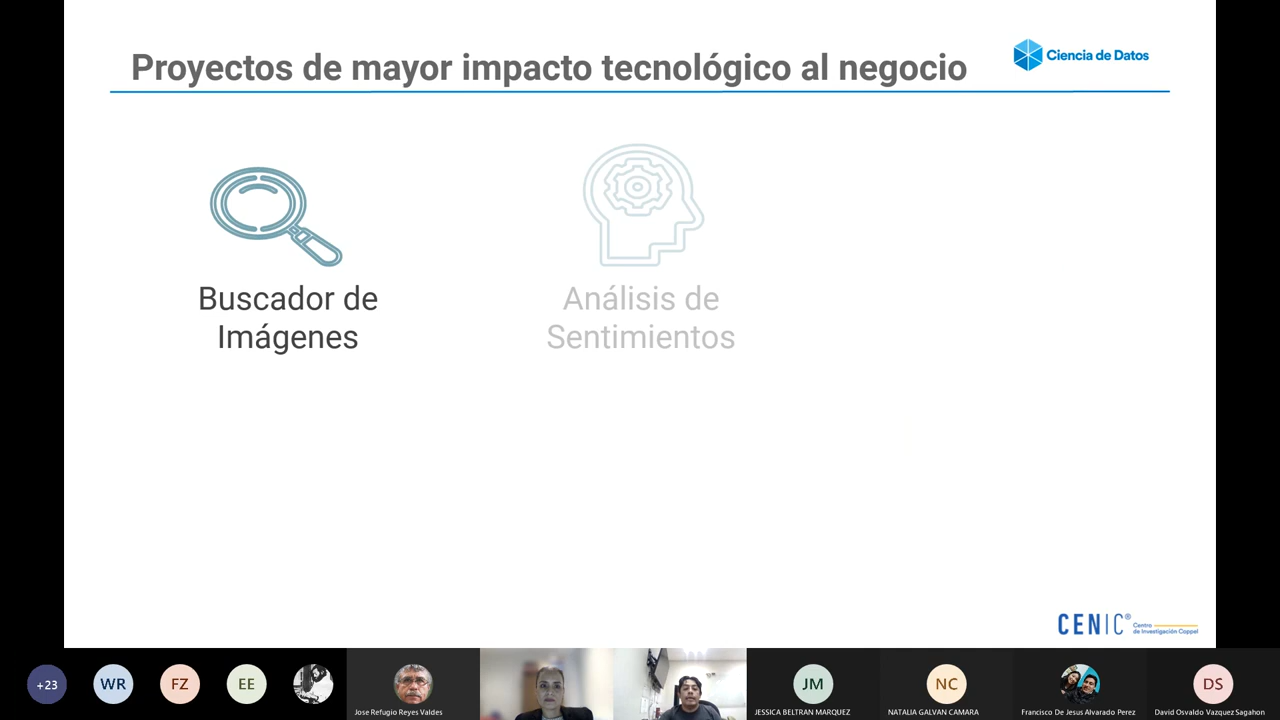 Proyectos de mayor impacto tecnológico al negocio
Ciencia de Datos
Buscador de
Imágenes
Análisis de
Sentimientos
CENIC®
Centro
de Investigación Coppel
+23
WR
FZ
EE
Jose Refugio Reyes Valdes
JM
JESSICA BELTRAN MARQUEZ
NC
NATALIA GALVAN CAMARA
Francisco De Jesus Alvarado Perez
DS
David Osvaldo Vazquez Sagahon